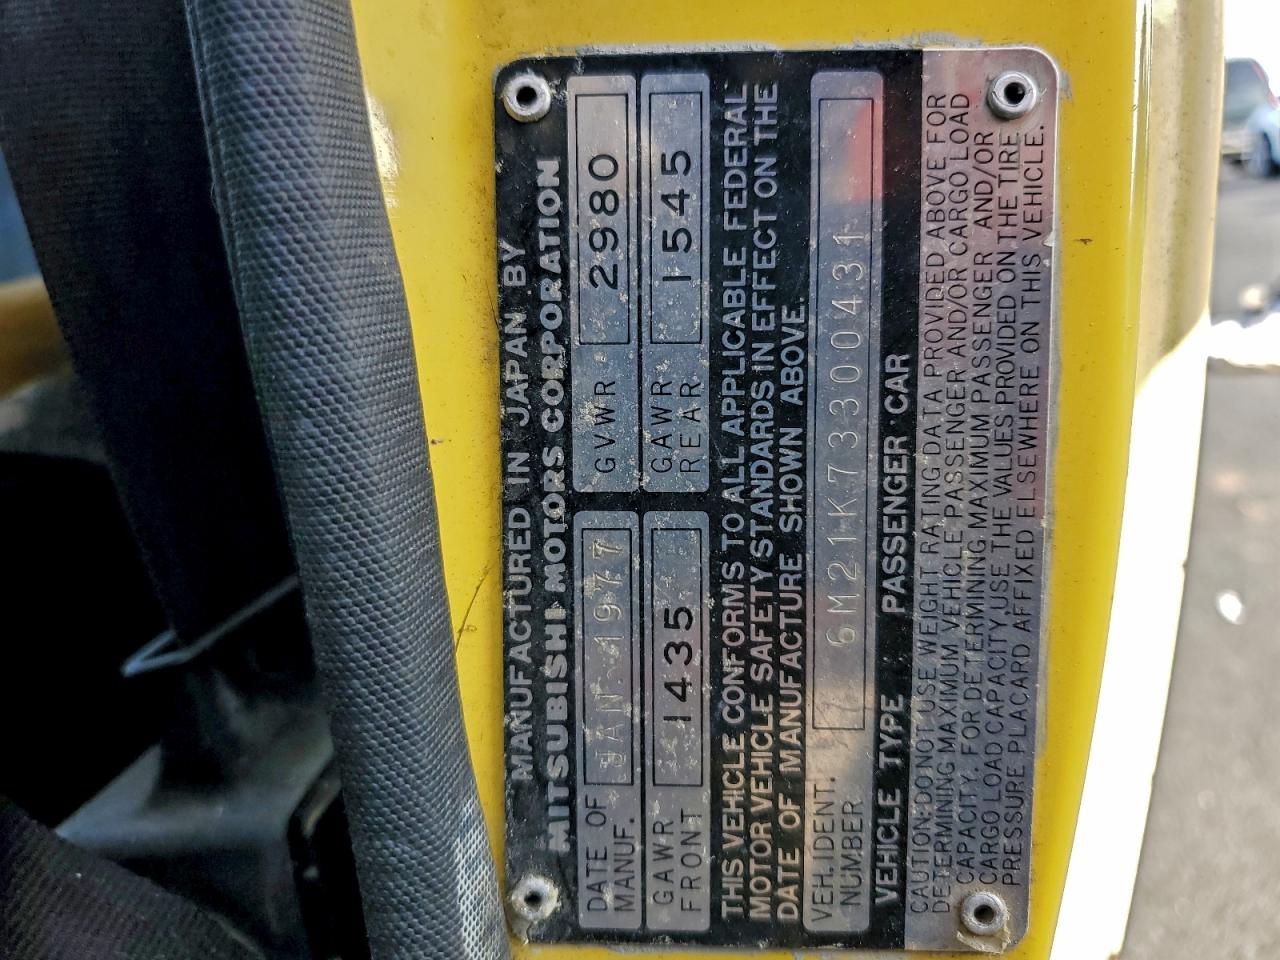 MANUFACTURED IN JAPAN BY
MITSUBISHI MOTORS CORPORATION
DATE OF MANUF. JAN. 1977 GVWR 2980
GAWR FRONT 1435 GAWR REAR 1545
THIS VEHICLE CONFORMS TO ALL APPLICABLE FEDERAL
MOTOR VEHICLE SAFETY STANDARDS IN EFFECT ON THE
DATE OF MANUFACTURE SHOWN ABOVE.
VEH. IDENT. NUMBER 6M21K73300431
VEHICLE TYPE PASSENGER CAR
CAUTION: DO NOT USE WEIGHT RATING DATA PROVIDED ABOVE FOR
DETERMINING MAXIMUM VEHICLE PASSENGER AND/OR CARGO LOAD
CAPACITY. FOR DETERMINING MAXIMUM PASSENGER AND/OR
CARGO LOAD CAPACITY, USE THE VALUES PROVIDED ON THE TIRE
PRESSURE PLACARD AFFIXED ELSEWHERE ON THIS VEHICLE.